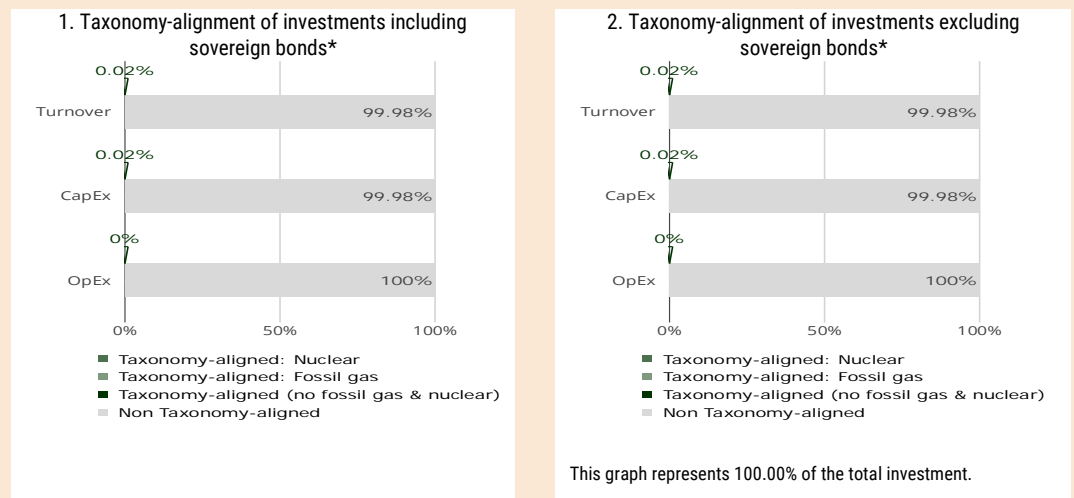 1. Taxonomy-alignment of investments including
sovereign bonds*
0.02%
Turnover
99.98%
0.02%
CapEx
99.98%
0%
OpEx
100%
0%
50%
100%
Taxonomy-aligned: Nuclear
Taxonomy-aligned: Fossil gas
Taxonomy-aligned (no fossil gas & nuclear)
Non Taxonomy-aligned
2. Taxonomy-alignment of investments excluding
sovereign bonds*
0.02%
Turnover
99.98%
0.02%
CapEx
99.98%
0%
OpEx
100%
0%
50%
100%
Taxonomy-aligned: Nuclear
Taxonomy-aligned: Fossil gas
Taxonomy-aligned (no fossil gas & nuclear)
Non Taxonomy-aligned
This graph represents 100.00% of the total investment.